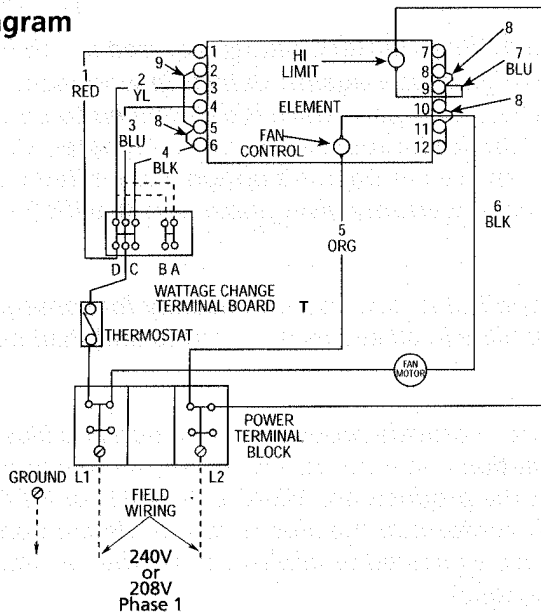 gram
1
RED
2
YL
3
BLU
4
BLK
9
8
1
2
3
4
5
6
HI
LIMIT
ELEMENT
FAN
CONTROL
7
8
9
10
11
12
8
7
BLU
8
5
ORG
6
BLK
D C B A
WATTAGE CHANGE
TERMINAL BOARD T
THERMOSTAT
FAN
MOTOR
POWER
TERMINAL
BLOCK
L1
L2
GROUND
FIELD
WIRING
240V
or
208V
Phase 1